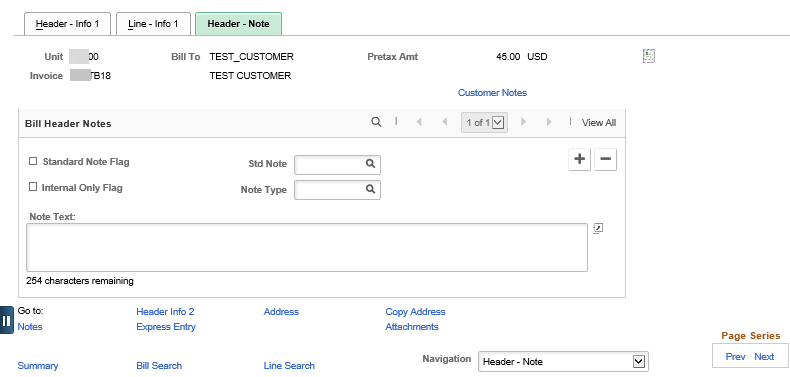 Header - Info 1 Line - Info 1 Header - Note
Unit 00 Bill To TEST_CUSTOMER Pretax Amt 45.00 USD
Invoice TB18 TEST CUSTOMER
Customer Notes
Bill Header Notes 1 of 1 View All
Standard Note Flag Std Note
Internal Only Flag Note Type
Note Text:
254 characters remaining
Go to: Header Info 2 Address Copy Address
Notes Express Entry Attachments
Page Series
Summary Bill Search Line Search Navigation Header - Note Prev Next